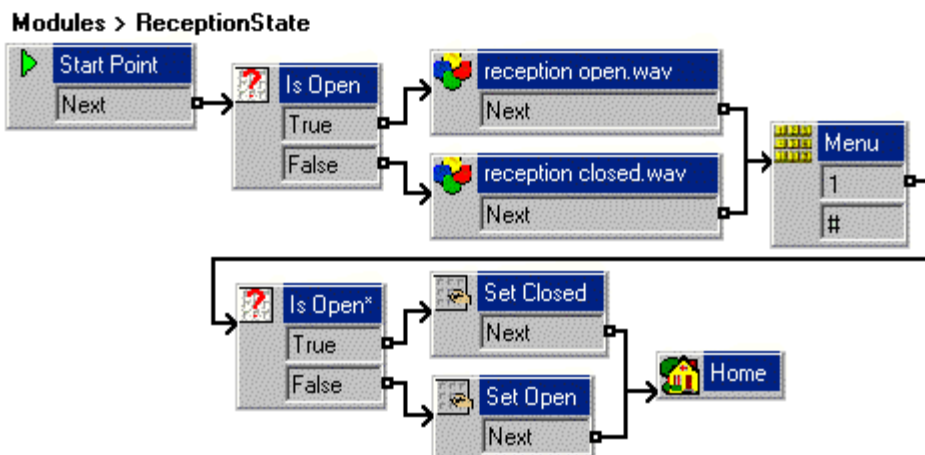 Modules > ReceptionState
Start Point
Next
Is Open
True
False
reception open.wav
Next
reception closed.wav
Next
Menu
1
#
Is Open*
True
False
Set Closed
Next
Set Open
Next
Home